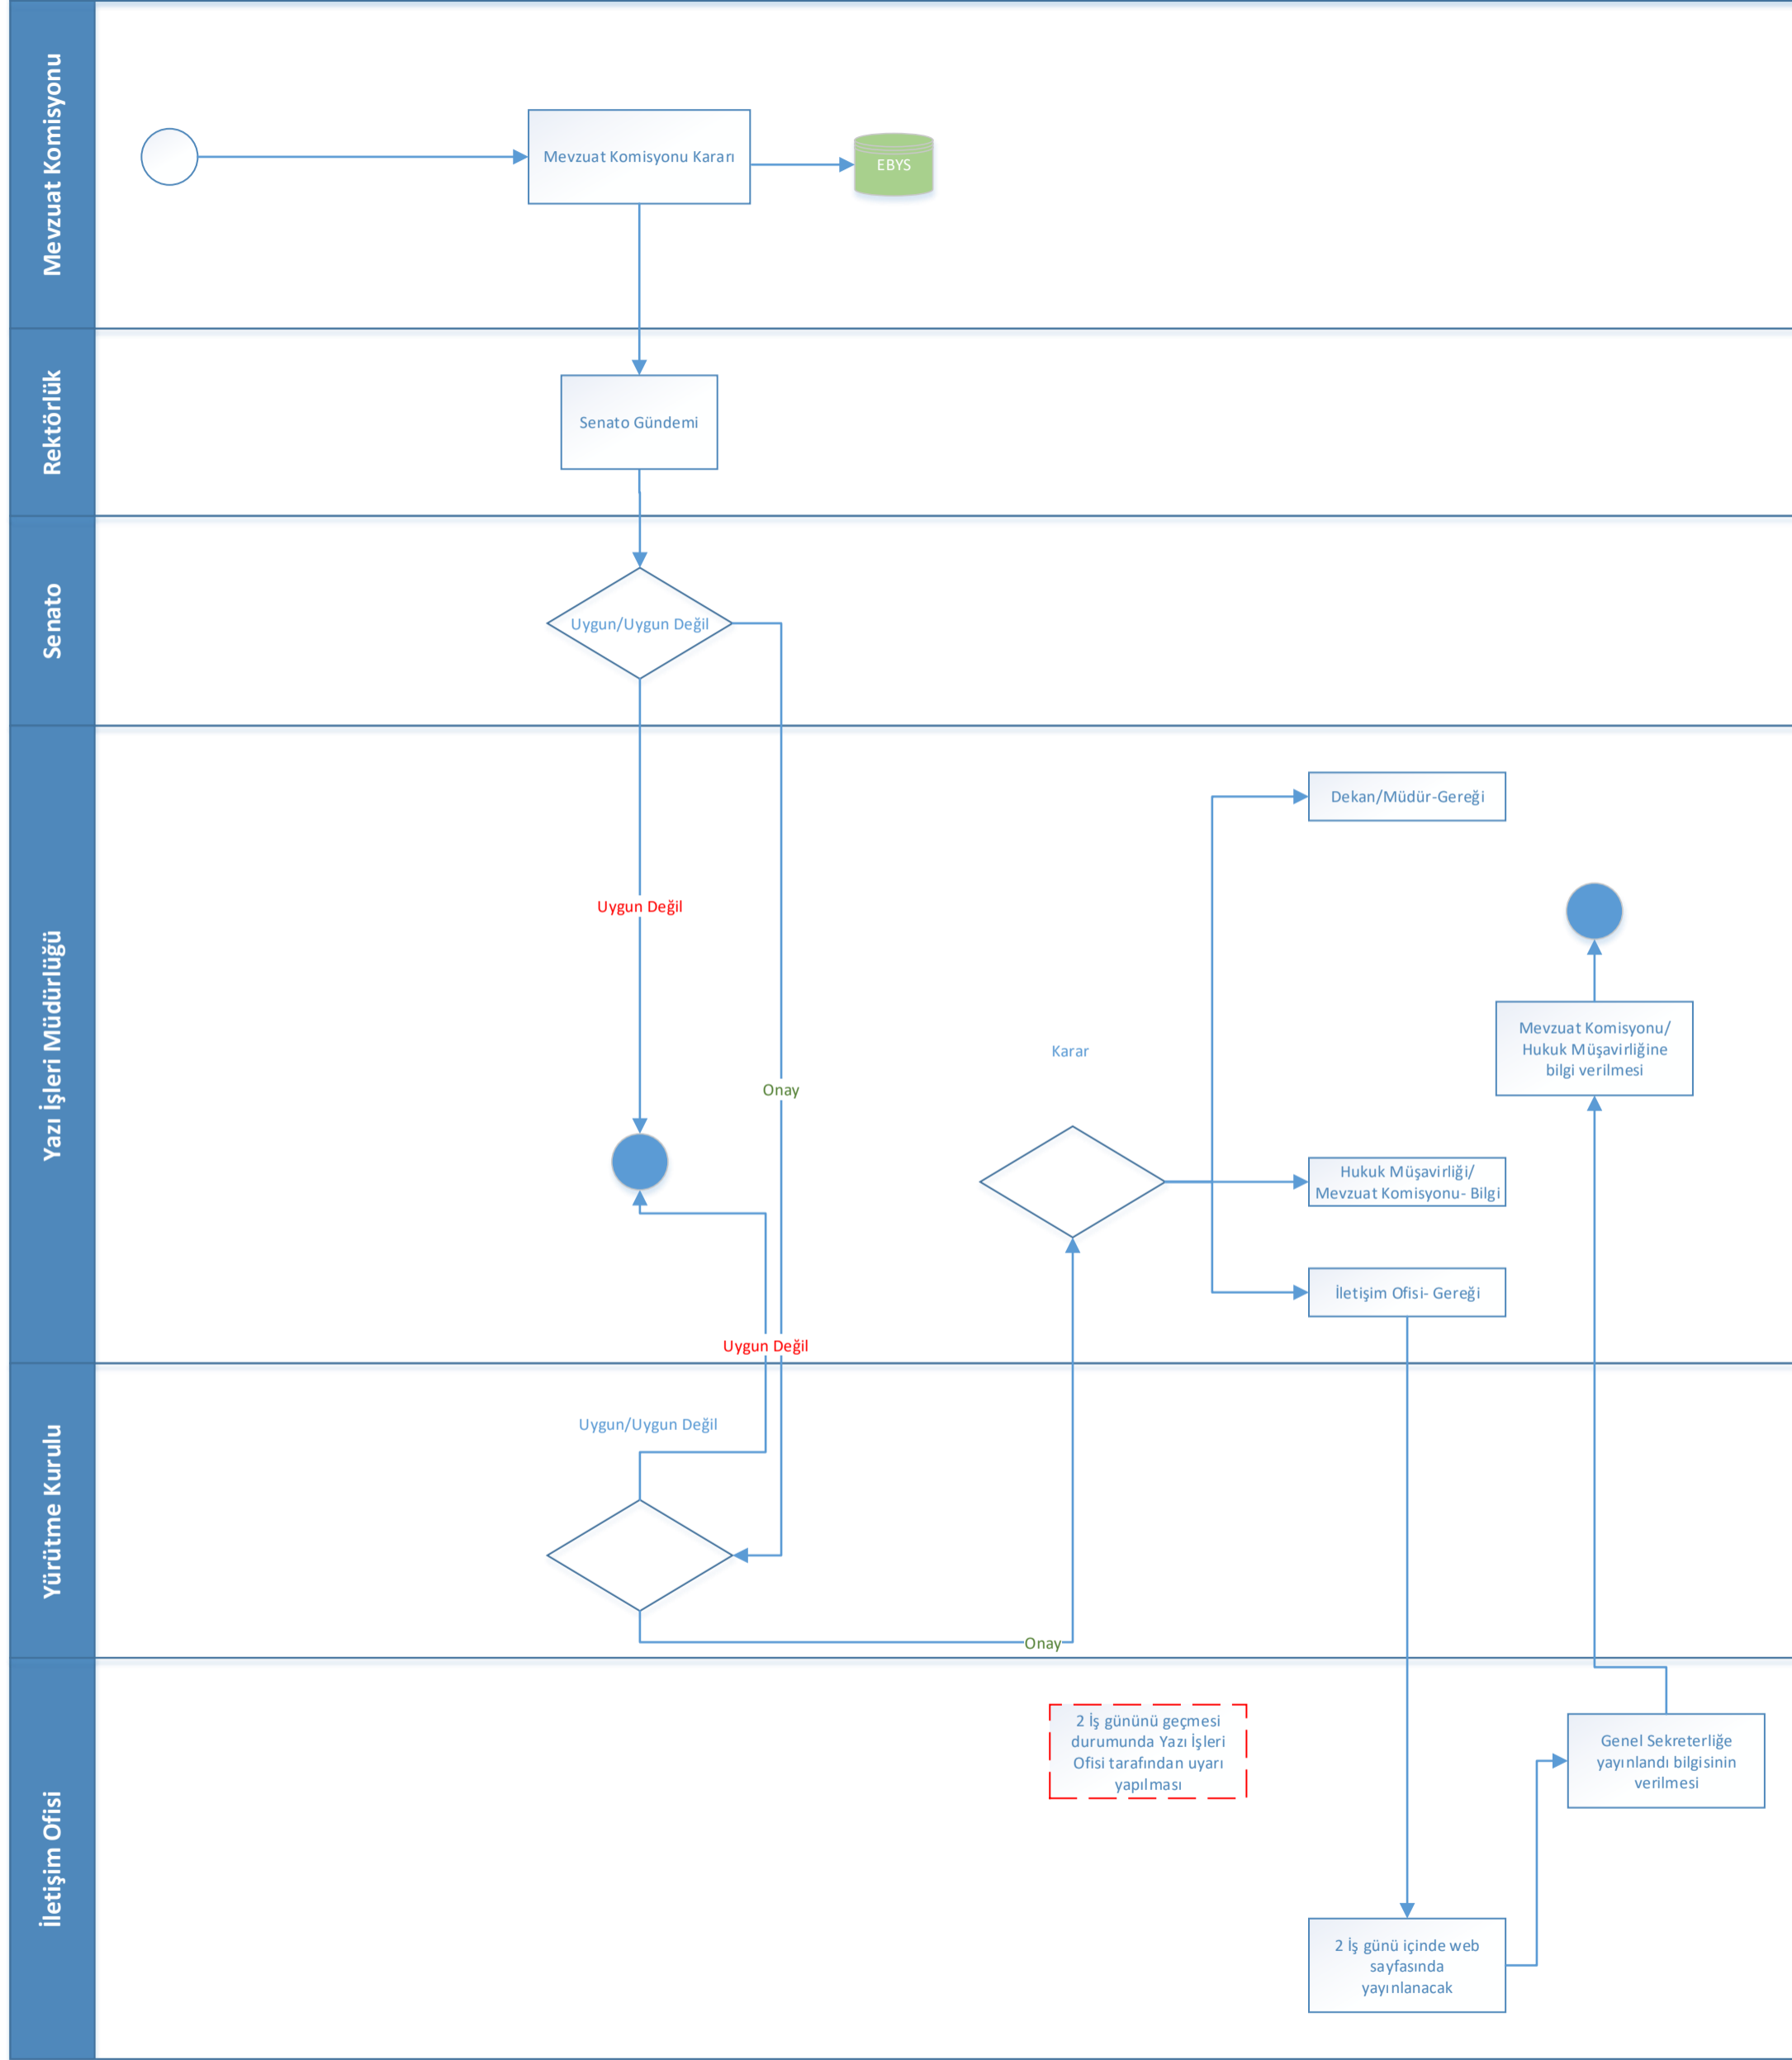 Mevzuat Komisyonu
Mevzuat Komisyonu Kararı
EBYS
Rektörlük
Senato Gündemi
Senato
Uygun/Uygun Değil
Yazı İşleri Müdürlüğü
Dekan/Müdür-Gereği
Uygun Değil
Mevzuat Komisyonu/
Hukuk Müşavirliğine
bilgi verilmesi
Karar
Onay
Hukuk Müşavirliği/
Mevzuat Komisyonu- Bilgi
İletişim Ofisi- Gereği
Uygun Değil
Yürütme Kurulu
Uygun/Uygun Değil
Onay
İletişim Ofisi
2 İş gününü geçmesi
durumunda Yazı İşleri
Ofisi tarafından uyarı
yapılması
Genel Sekreterliğe
yayınlandı bilgisinin
verilmesi
2 İş günü içinde web
sayfasında
yayınlanacak